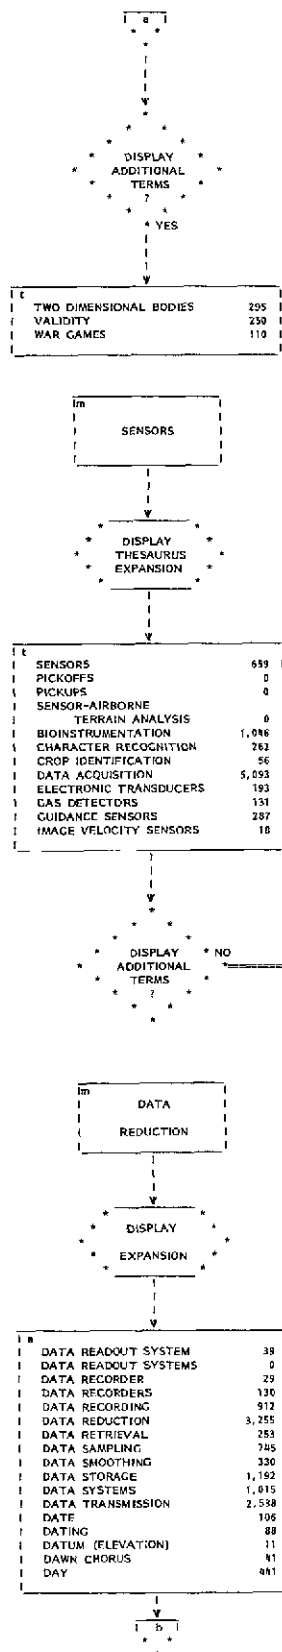 a
DISPLAY
ADDITIONAL
TERMS
?
YES
t
TWO DIMENSIONAL BODIES 295
VALIDITY 250
WAR GAMES 110
m
SENSORS
DISPLAY
THESAURUS
EXPANSION
t
SENSORS 659
PICKOFFS 0
PICKUPS 0
SENSOR-AIRBORNE
TERRAIN ANALYSIS 0
BIOINSTRUMENTATION 1,046
CHARACTER RECOGNITION 262
CROP IDENTIFICATION 56
DATA ACQUISITION 5,093
ELECTRONIC TRANSDUCERS 193
GAS DETECTORS 131
GUIDANCE SENSORS 287
IMAGE VELOCITY SENSORS 18
DISPLAY NO
ADDITIONAL
TERMS
?
m
DATA
REDUCTION
DISPLAY
EXPANSION
a
DATA READOUT SYSTEM 39
DATA READOUT SYSTEMS 0
DATA RECORDER 29
DATA RECORDERS 130
DATA RECORDING 912
DATA REDUCTION 3,255
DATA RETRIEVAL 253
DATA SAMPLING 745
DATA SMOOTHING 330
DATA STORAGE 1,192
DATA SYSTEMS 1,015
DATA TRANSMISSION 2,538
DATE 106
DATING 88
DATUM (ELEVATION) 11
DAWN CHORUS 41
DAY 441
b